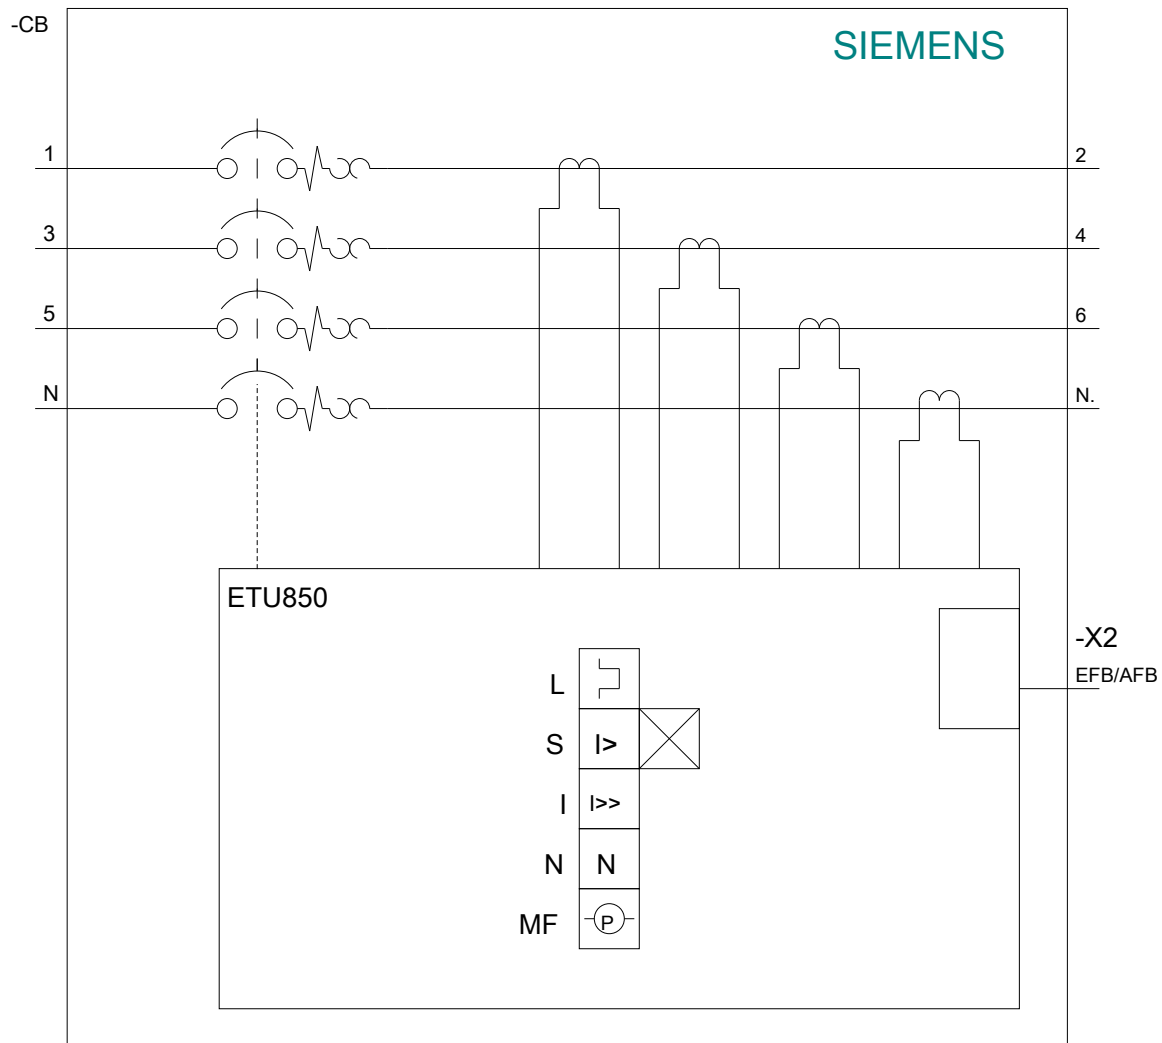 -CB
SIEMENS
1
2
3
4
5
6
N
N.
ETU850
-X2
EFB/AFB
L
S I>
I I>>
N N
MF P